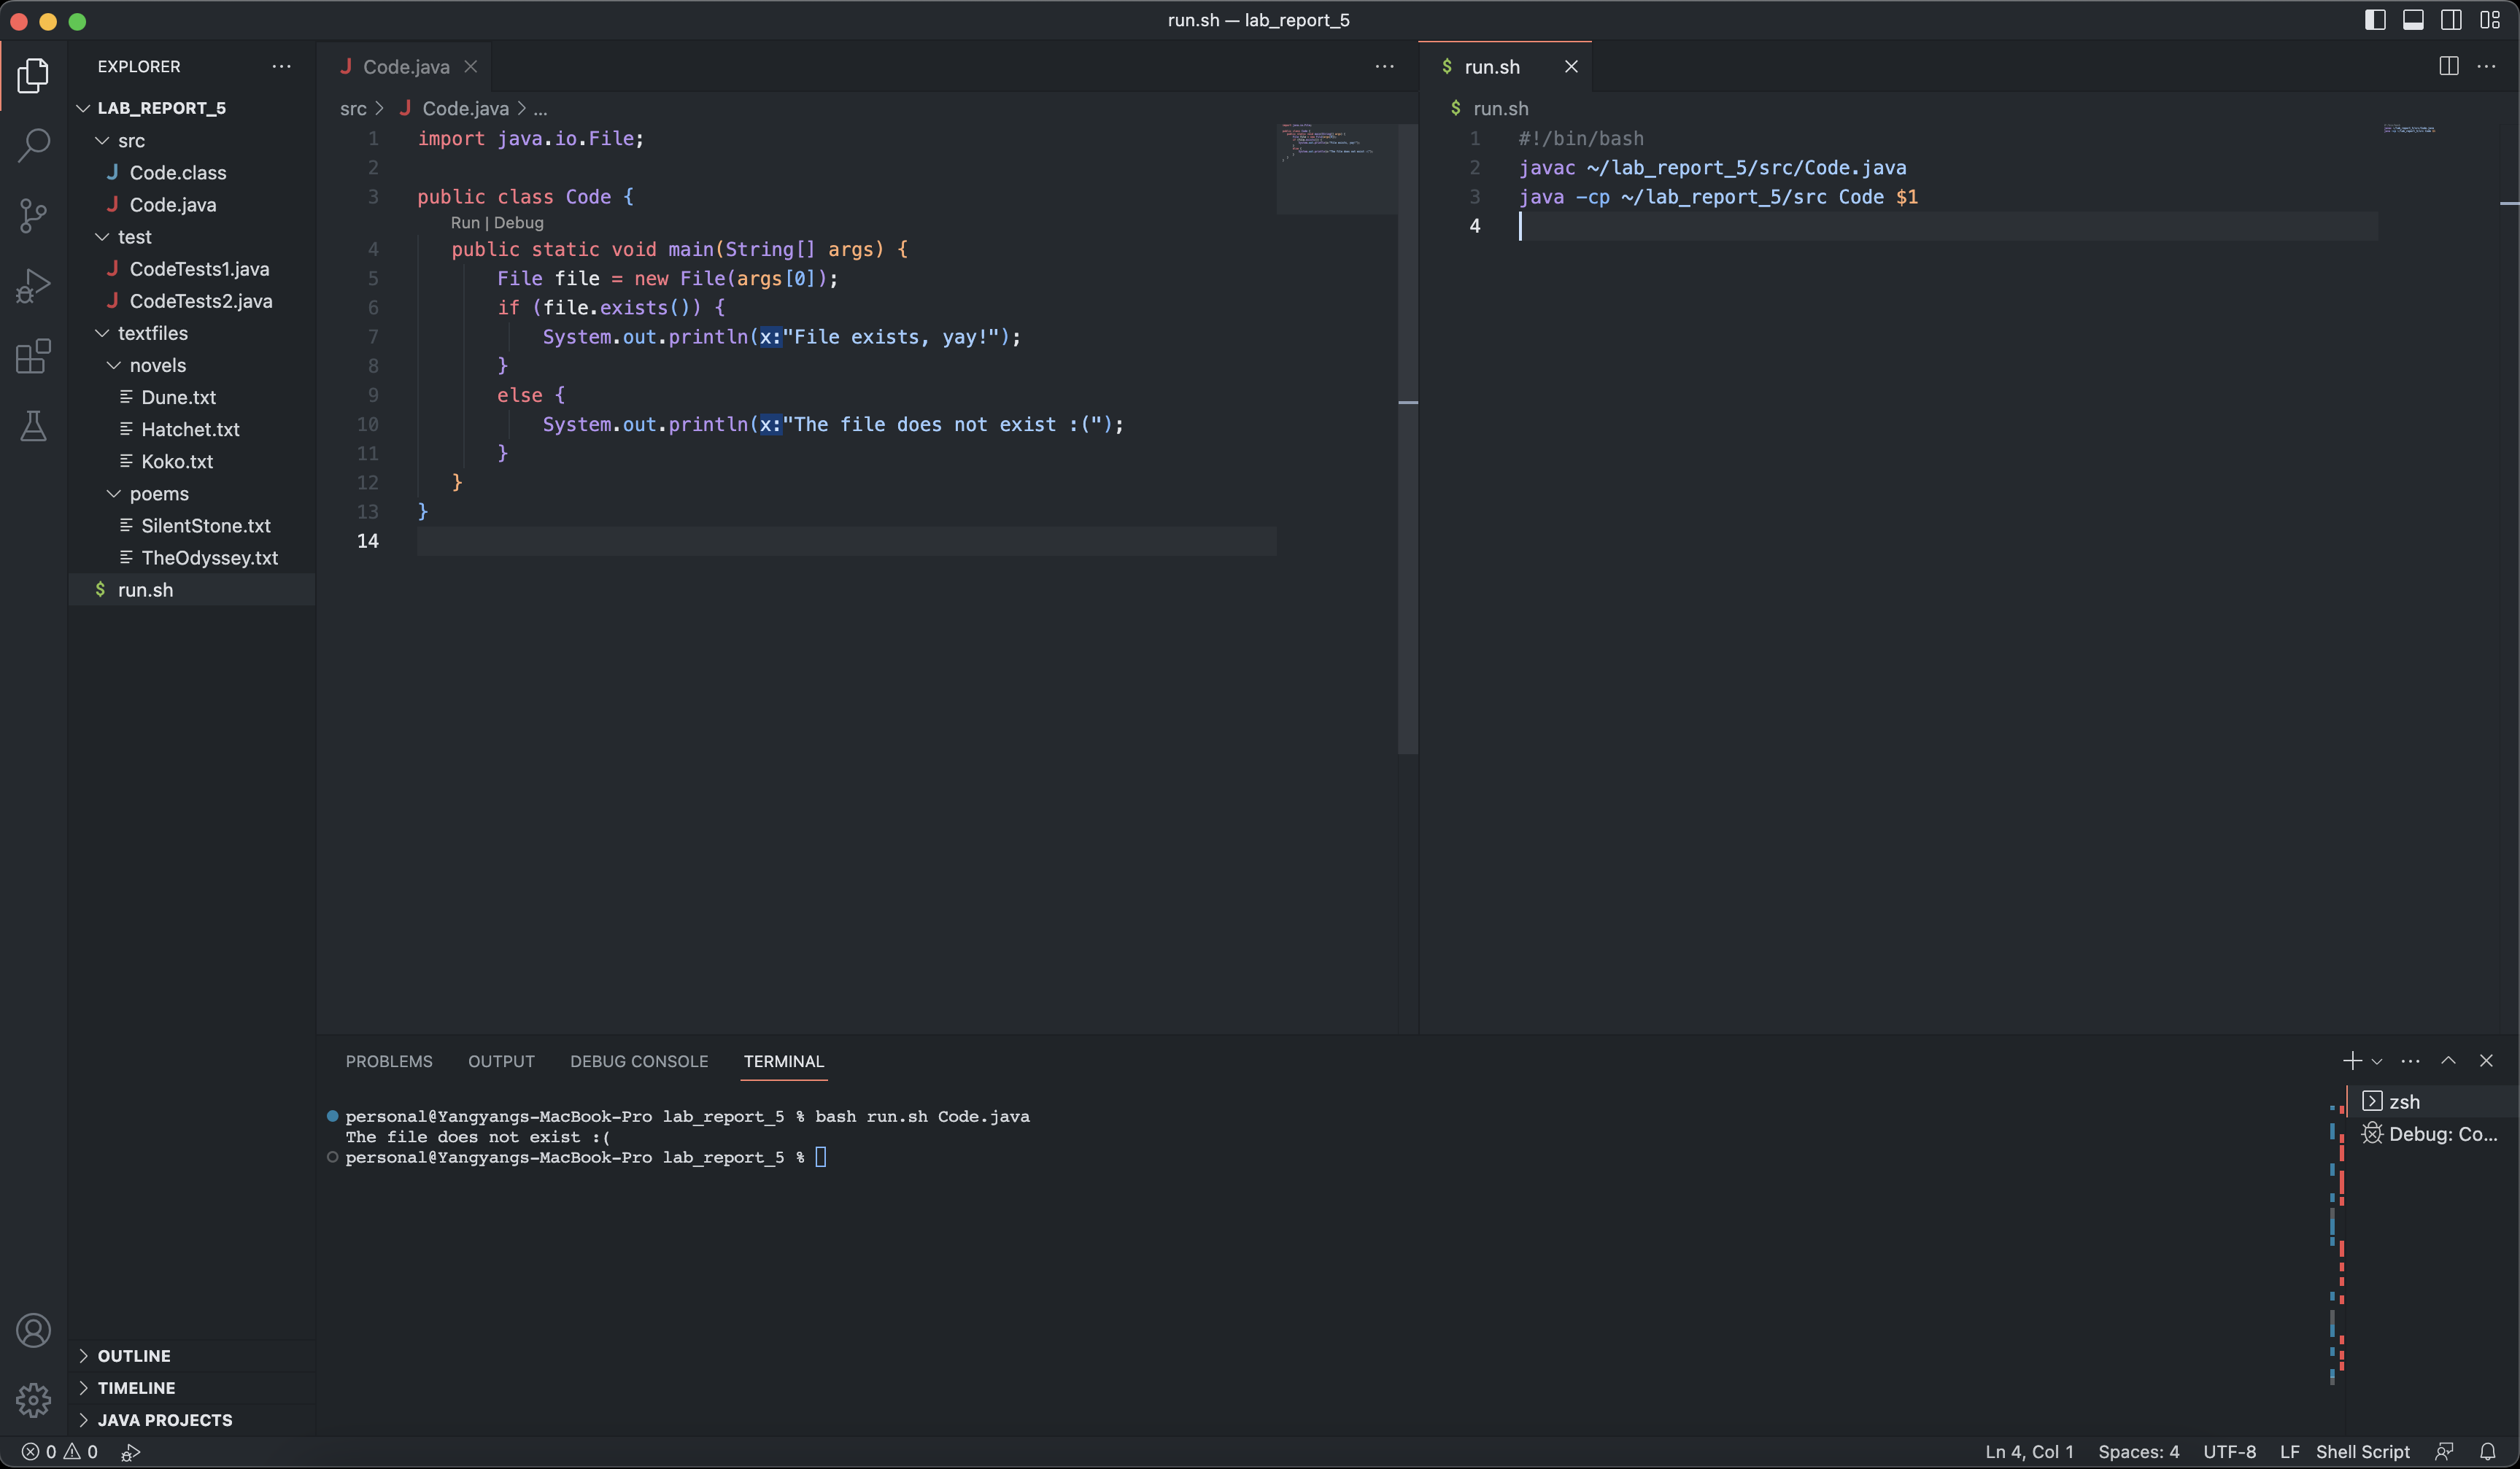 run.sh — lab_report_5
EXPLORER
LAB_REPORT_5
src
Code.class
Code.java
test
CodeTests1.java
CodeTests2.java
textfiles
novels
Dune.txt
Hatchet.txt
Koko.txt
poems
SilentStone.txt
TheOdyssey.txt
$ run.sh
OUTLINE
TIMELINE
JAVA PROJECTS
J Code.java
src > J Code.java > ...
1 import java.io.File;
2
3 public class Code {
Run | Debug
4 public static void main(String[] args) {
5 File file = new File(args[0]);
6 if (file.exists()) {
7 System.out.println(x:"File exists, yay!");
8 }
9 else {
10 System.out.println(x:"The file does not exist :(");
11 }
12 }
13 }
14
$ run.sh
$ run.sh
1 #!/bin/bash
2 javac ~/lab_report_5/src/Code.java
3 java -cp ~/lab_report_5/src Code $1
4
PROBLEMS OUTPUT DEBUG CONSOLE TERMINAL
personal@Yangyangs-MacBook-Pro lab_report_5 % bash run.sh Code.java
The file does not exist :(
personal@Yangyangs-MacBook-Pro lab_report_5 %
zsh
Debug: Co...
0 0
Ln 4, Col 1 Spaces: 4 UTF-8 LF Shell Script